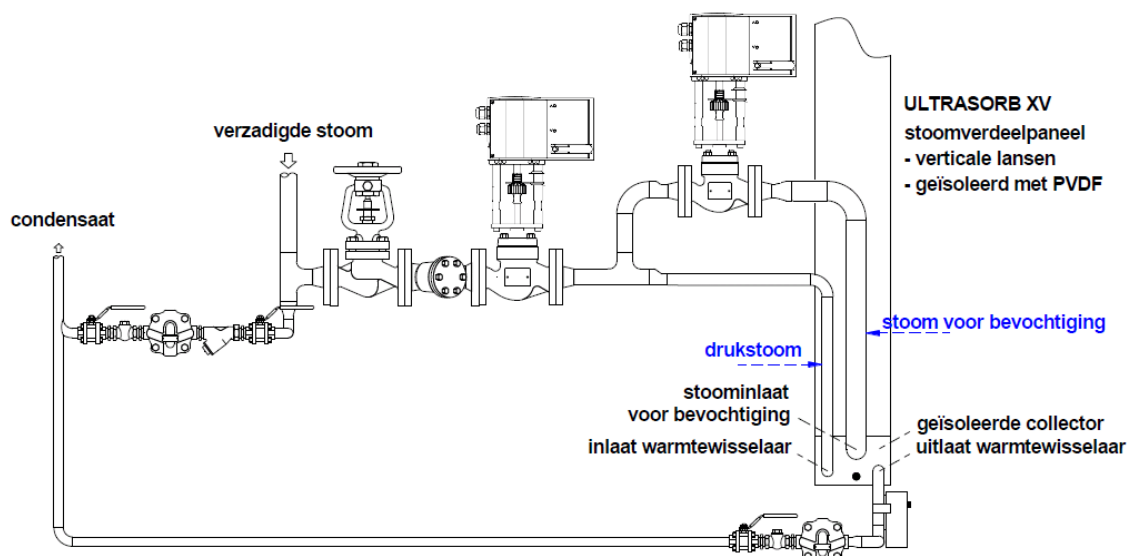 ULTRASORB XV
stoomverdeelpaneel
- verticale lansen
- geïsoleerd met PVDF
verzadigde stoom
condensaat
stoom voor bevochtiging
drukstoom
stoominlaat
voor bevochtiging
inlaat warmtewisselaar
geïsoleerde collector
uitlaat warmtewisselaar